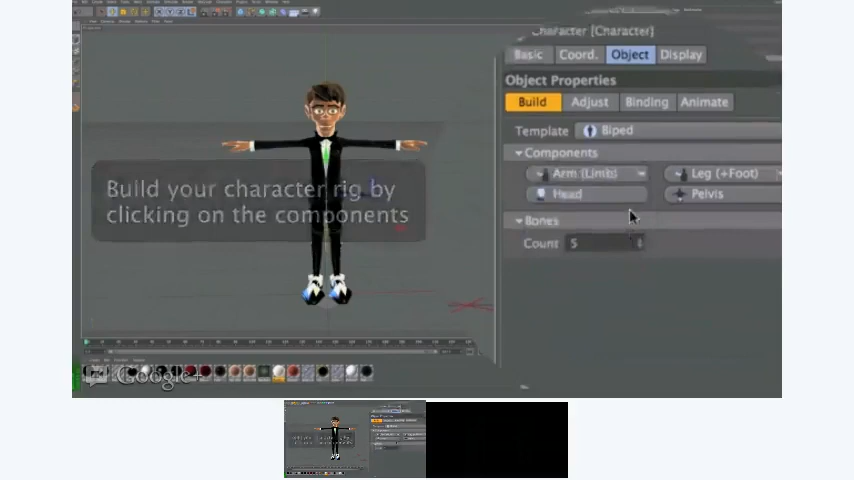 Character [Character]
Basic Coord. Object Display
Object Properties
Build Adjust Binding Animate
Template Biped
Components
Arm (Limb) Leg (+Foot)
Head Pelvis
Bones
Count 5
Build your character rig by
clicking on the components
Google+